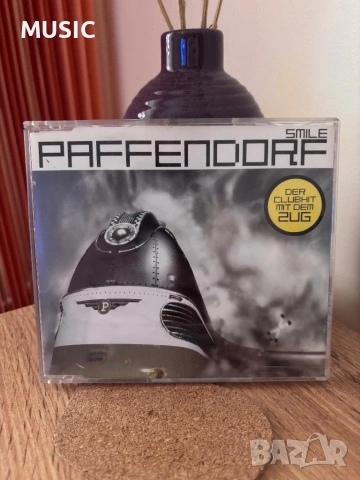 MUSIC
SMILE
PAFFENDORF
DER
CLUBHIT
MIT DEM
ZUG
P
BAZAR